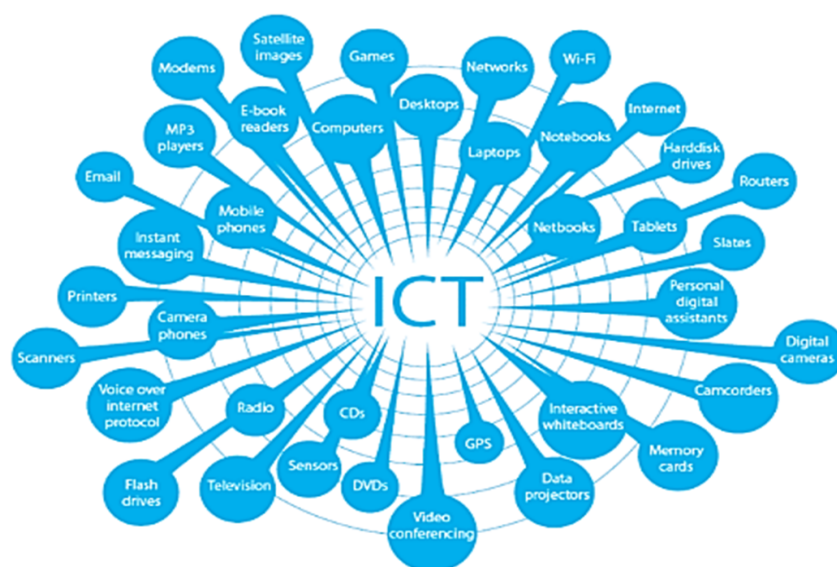 Satellite
images
Games
Networks
Wi-Fi
Modems
E-book
readers
Computers
Desktops
Laptops
Notebooks
Internet
MP3
players
Harddisk
drives
Email
Mobile
phones
Netbooks
Tablets
Routers
Instant
messaging
Slates
Printers
ICT
Personal
digital
assistants
Camera
phones
Scanners
Digital
cameras
Voice over
internet
protocol
Radio
CDs
GPS
Interactive
whiteboards
Camcorders
Flash
drives
Television
Sensors
DVDs
Video
conferencing
Data
projectors
Memory
cards